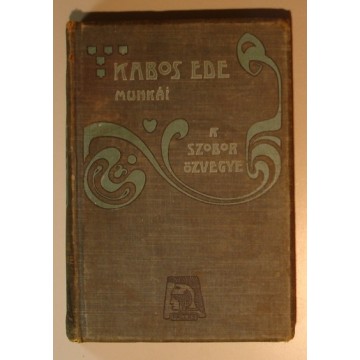 KABOS EDE
MUNKÁI
A
SZOBOR
ÖZVEGYE